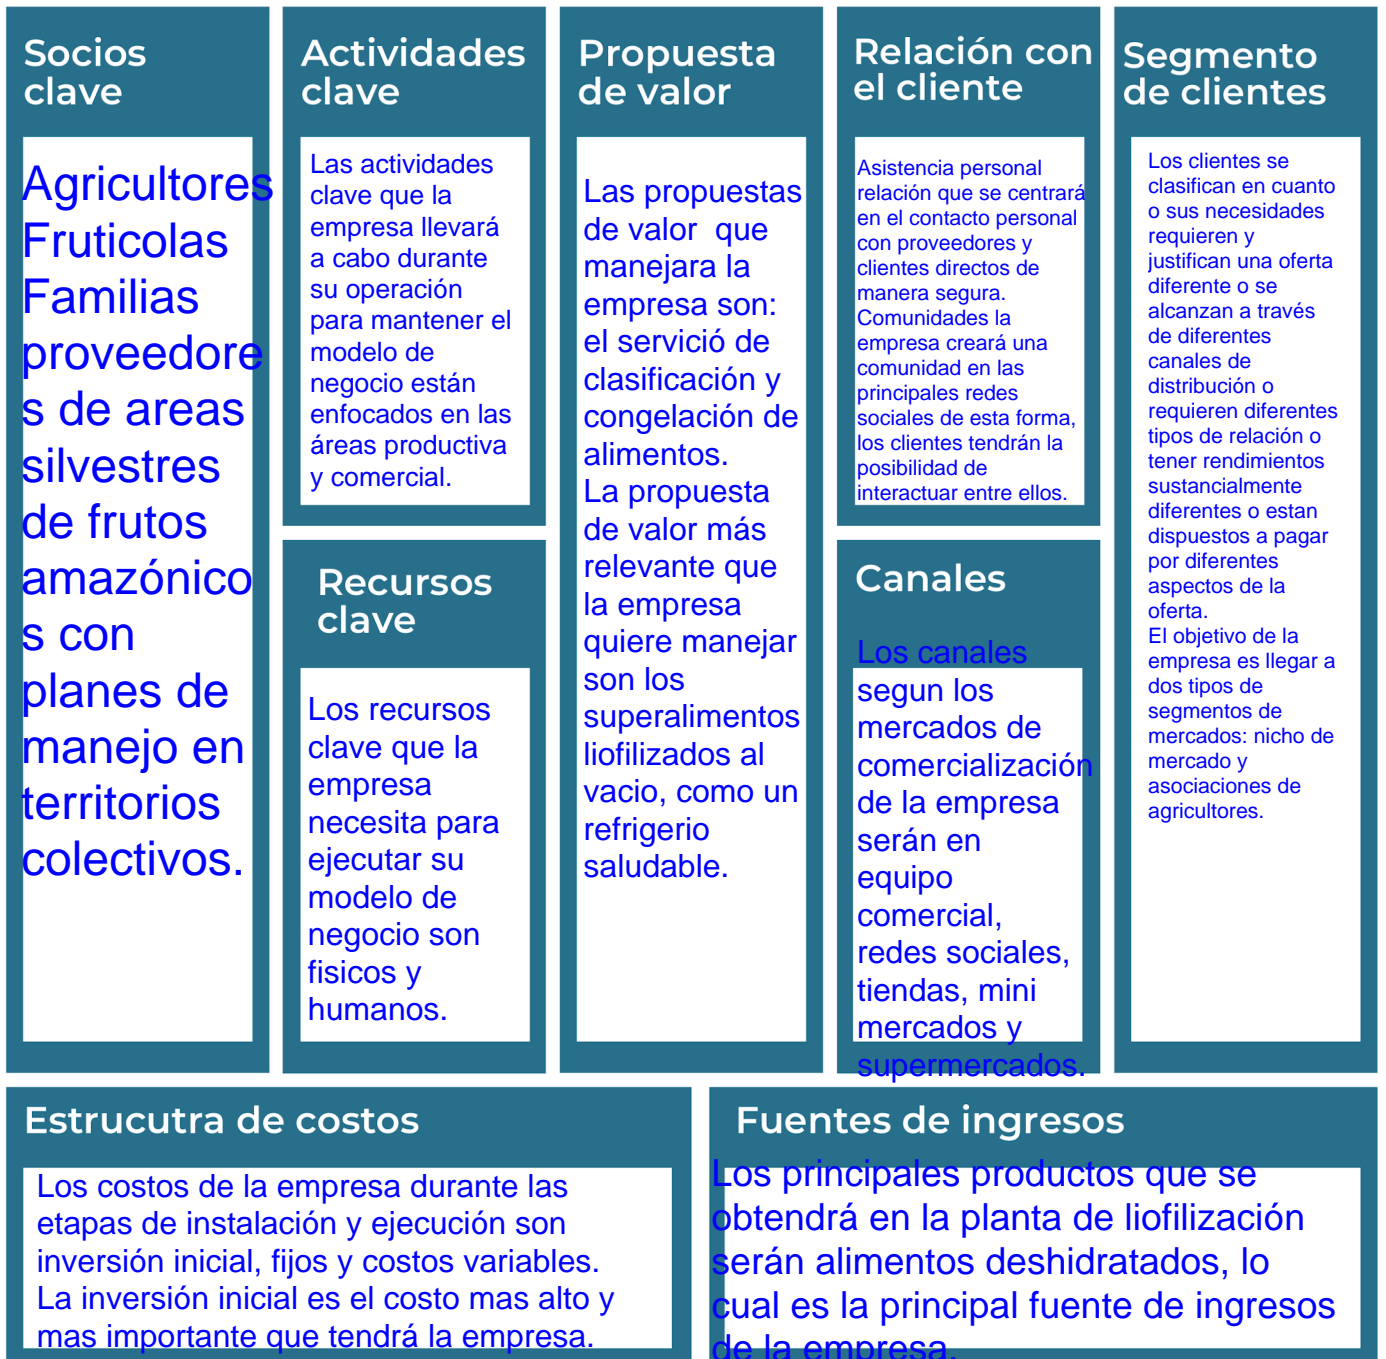 Socios
clave
Agricultores
Fruticolas
Familias
proveedore
s de areas
silvestres
de frutos
amazónico
s con
planes de
manejo en
territorios
colectivos.
Actividades
clave
Las actividades
clave que la
empresa llevará
a cabo durante
su operación
para mantener el
modelo de
negocio están
enfocados en las
áreas productiva
y comercial.
Recursos
clave
Los recursos
clave que la
empresa
necesita para
ejecutar su
modelo de
negocio son
fisicos y
humanos.
Propuesta
de valor
Las propuestas
de valor que
manejara la
empresa son:
el servició de
clasificación y
congelación de
alimentos.
La propuesta
de valor más
relevante que
la empresa
quiere manejar
son los
superalimentos
liofilizados al
vacio, como un
refrigerio
saludable.
Relación con
el cliente
Asistencia personal
relación que se centrará
en el contacto personal
con proveedores y
clientes directos de
manera segura.
Comunidades la
empresa creará una
comunidad en las
principales redes
sociales de esta forma,
los clientes tendrán la
posibilidad de
interactuar entre ellos.
Canales
Los canales
segun los
mercados de
comercialización
de la empresa
serán en
equipo
comercial,
redes sociales,
tiendas, mini
mercados y
supermercados.
Segmento
de clientes
Los clientes se
clasifican en cuanto
o sus necesidades
requieren y
justifican una oferta
diferente o se
alcanzan a través
de diferentes
canales de
distribución o
requieren diferentes
tipos de relación o
tener rendimientos
sustancialmente
diferentes o estan
dispuestos a pagar
por diferentes
aspectos de la
oferta.
El objetivo de la
empresa es llegar a
dos tipos de
segmentos de
mercados: nicho de
mercado y
asociaciones de
agricultores.
Estrucutra de costos
Los costos de la empresa durante las
etapas de instalación y ejecución son
inversión inicial, fijos y costos variables.
La inversión inicial es el costo mas alto y
mas importante que tendrá la empresa.
Fuentes de ingresos
Los principales productos que se
obtendrá en la planta de liofilización
serán alimentos deshidratados, lo
cual es la principal fuente de ingresos
de la empresa.